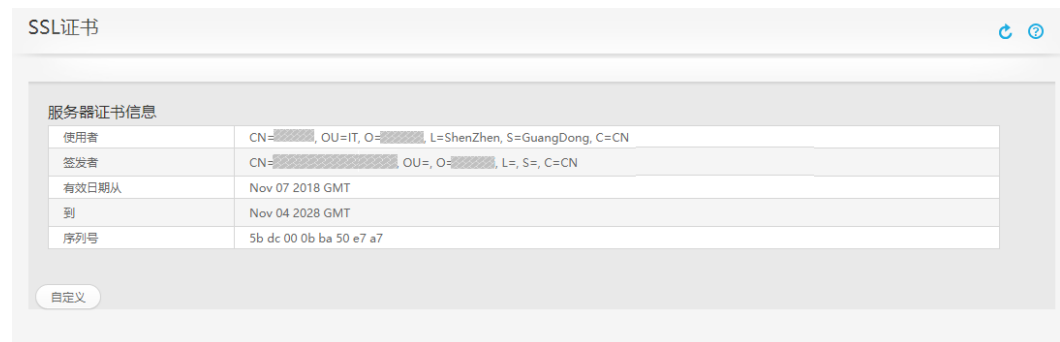 SSL证书
服务器证书信息
使用者 CN= , OU=IT, O= , L=ShenZhen, S=GuangDong, C=CN
签发者 CN= , OU=, O= , L=, S=, C=CN
有效日期从 Nov 07 2018 GMT
到 Nov 04 2028 GMT
序列号 5b dc 00 0b ba 50 e7 a7
自定义